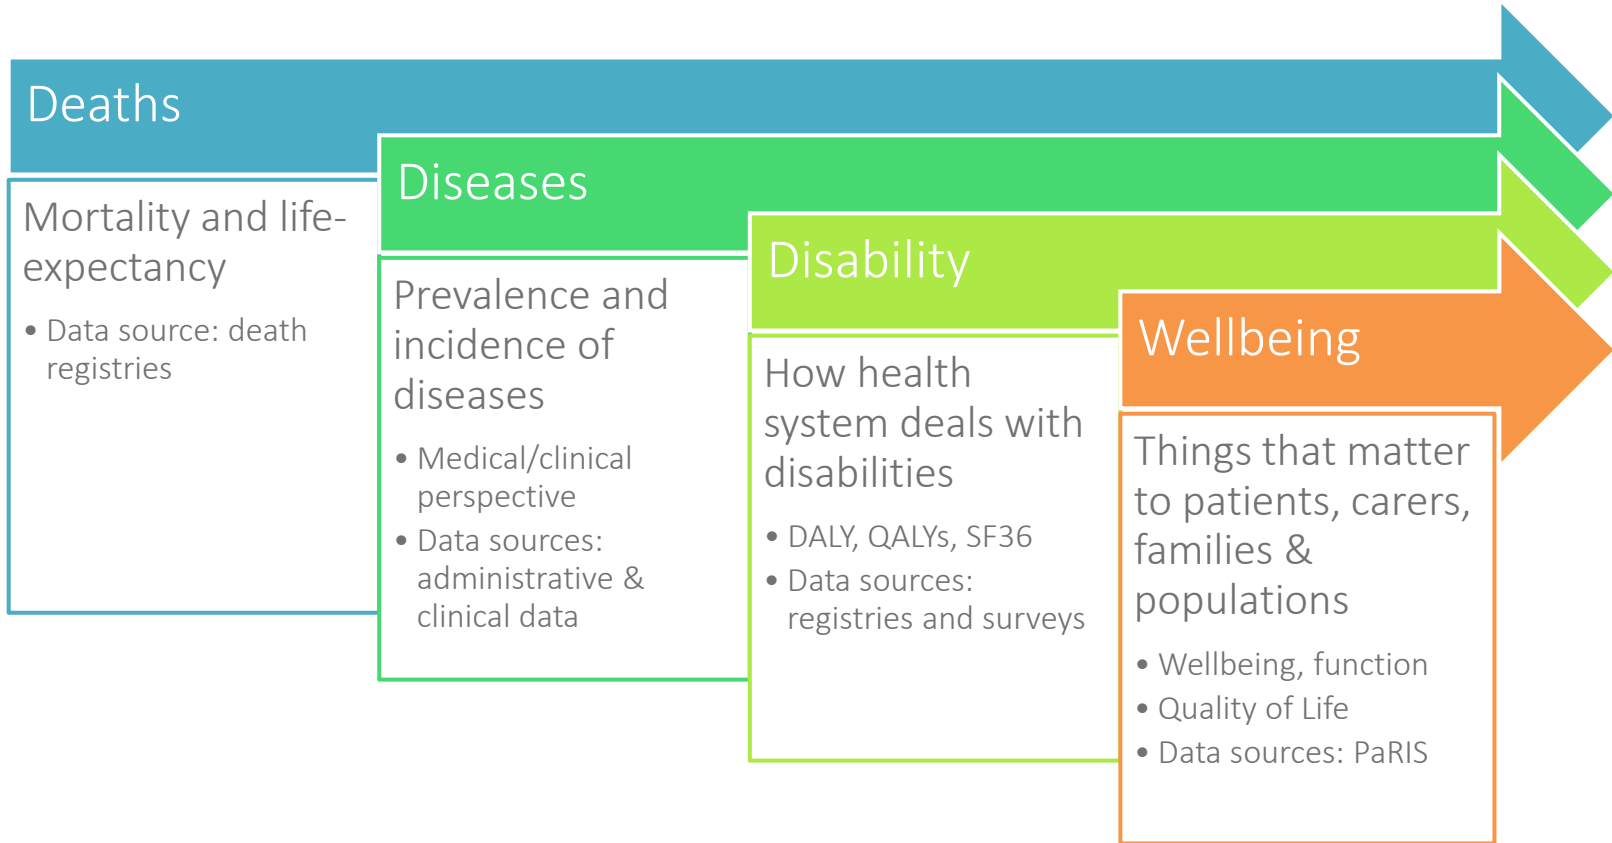 Deaths
Mortality and life-
expectancy
• Data source: death
registries
Diseases
Prevalence and
incidence of
diseases
• Medical/clinical
perspective
• Data sources:
administrative &
clinical data
Disability
How health
system deals with
disabilities
• DALY, QALYs, SF36
• Data sources:
registries and surveys
Wellbeing
Things that matter
to patients, carers,
families &
populations
• Wellbeing, function
• Quality of Life
• Data sources: PaRIS